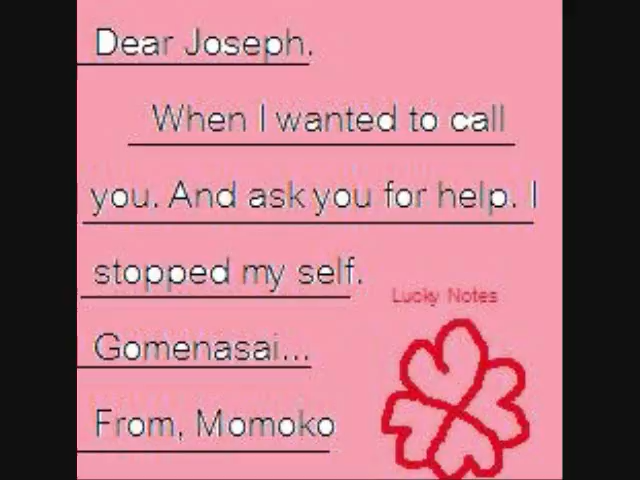 Dear Joseph.
When I wanted to call
you. And ask you for help. I
stopped my self.
Lucky Notes
Gomenasai...
From, Momoko